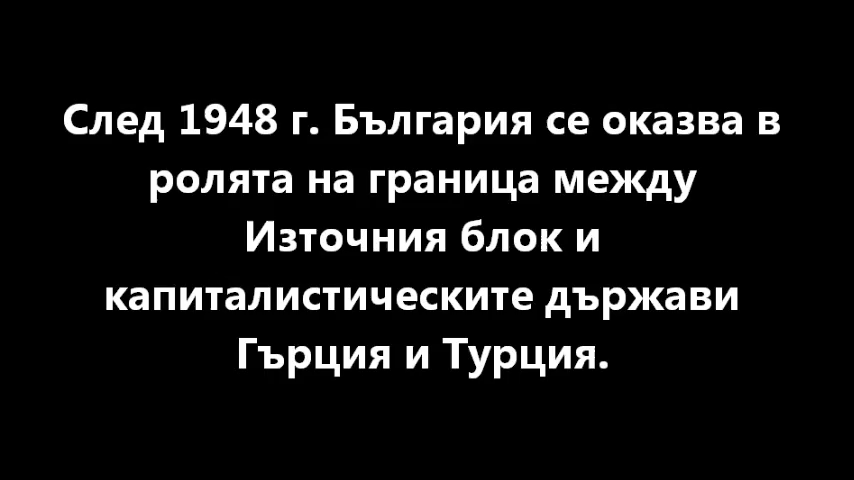 След 1948 г. България се оказва в
ролята на граница между
Източния блок и
капиталистическите държави
Гърция и Турция.